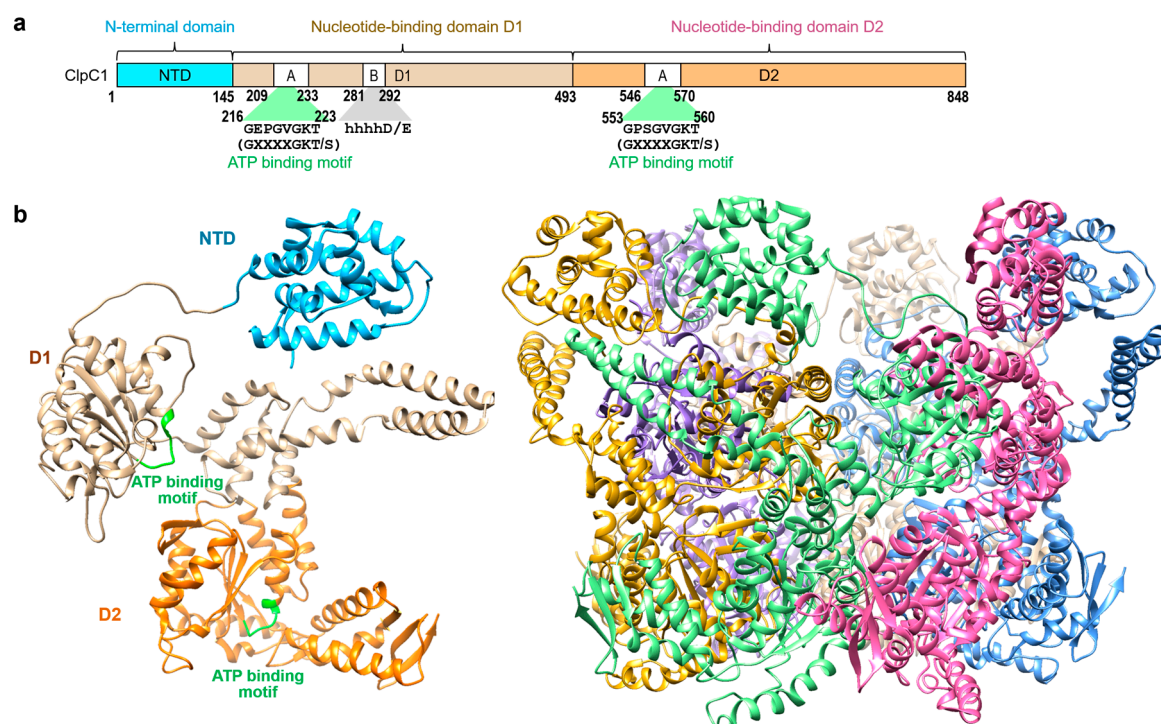 a
N-terminal domain Nucleotide-binding domain D1 Nucleotide-binding domain D2
ClpC1 NTD A B D1 A D2
1 145 209 233 281 292 493 546 570 848
216 223 553 560
GEPGVGKT hhhhD/E GPSGVGKT
(GXXXXGKT/S) (GXXXXGKT/S)
ATP binding motif ATP binding motif
b
NTD
D1
ATP binding
motif
D2
ATP binding
motif